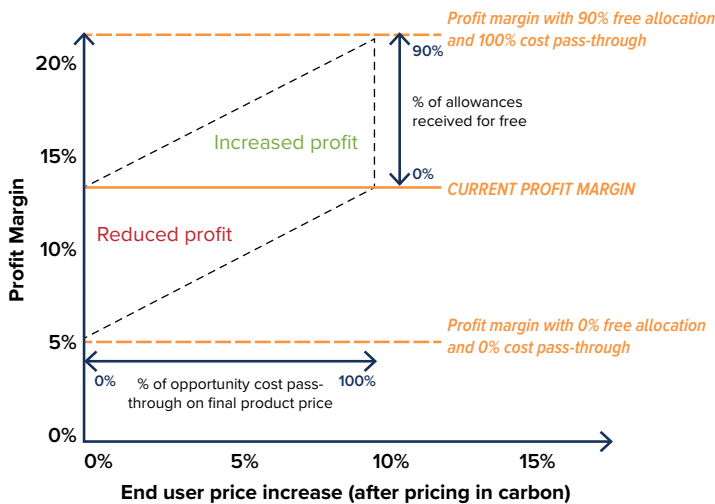 Profit margin with 90% free allocation
and 100% cost pass-through
20%
90%
% of allowances
received for free
Increased profit
15%
0%
CURRENT PROFIT MARGIN
Reduced profit
10%
Profit Margin
Profit margin with 0% free allocation
and 0% cost pass-through
5%
0%
% of opportunity cost pass-
through on final product price
100%
0%
0%
5%
10%
15%
End user price increase (after pricing in carbon)